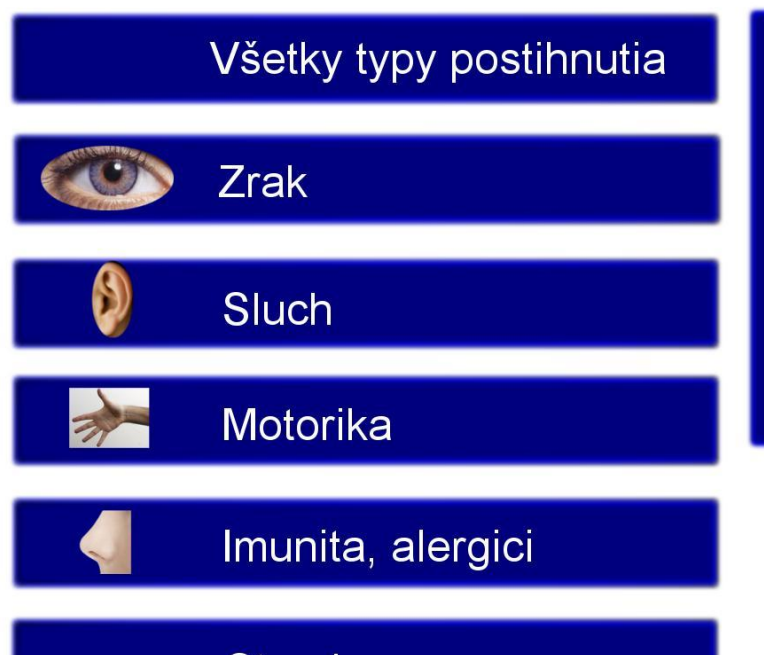 Všetky typy postihnutia
Zrak
Sluch
Motorika
Imunita, alergici